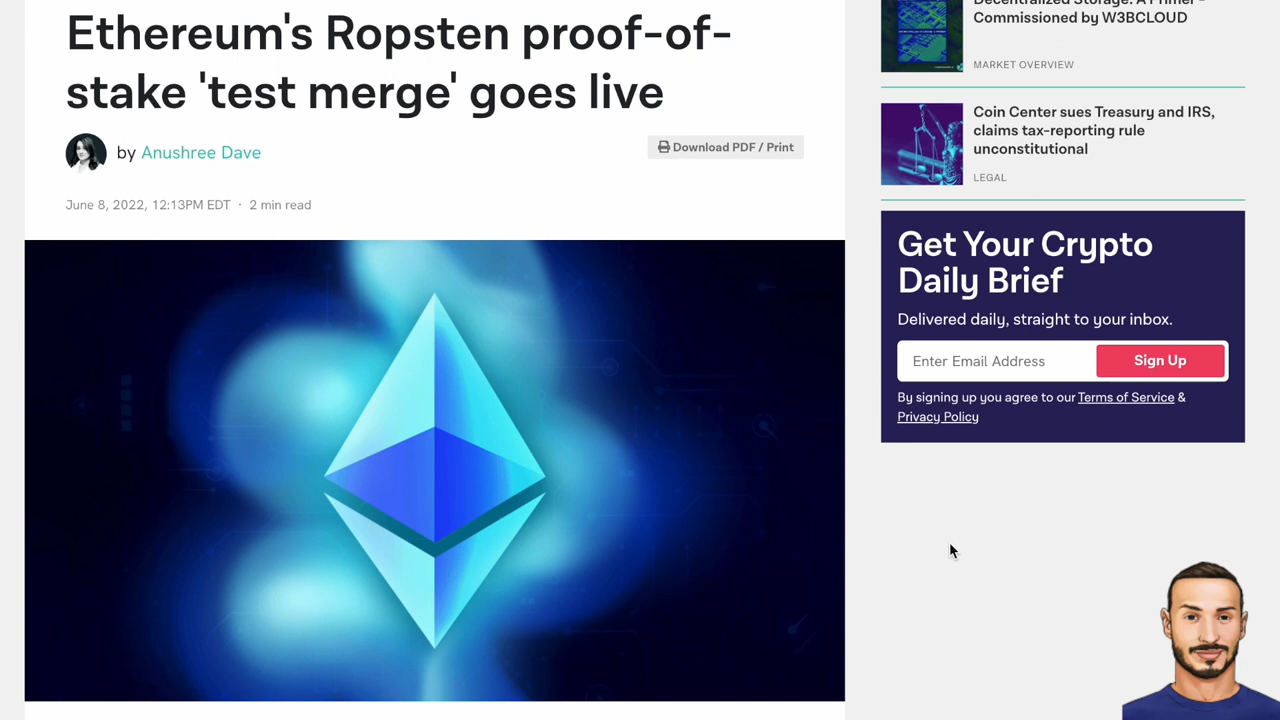 Ethereum's Ropsten proof-of-
stake 'test merge' goes live
by Anushree Dave
Download PDF / Print
June 8, 2022, 12:13PM EDT · 2 min read
Decentralized Storage: A Primer -
Commissioned by W3BCLOUD
MARKET OVERVIEW
Coin Center sues Treasury and IRS,
claims tax-reporting rule
unconstitutional
LEGAL
Get Your Crypto
Daily Brief
Delivered daily, straight to your inbox.
Enter Email Address
Sign Up
By signing up you agree to our Terms of Service &
Privacy Policy